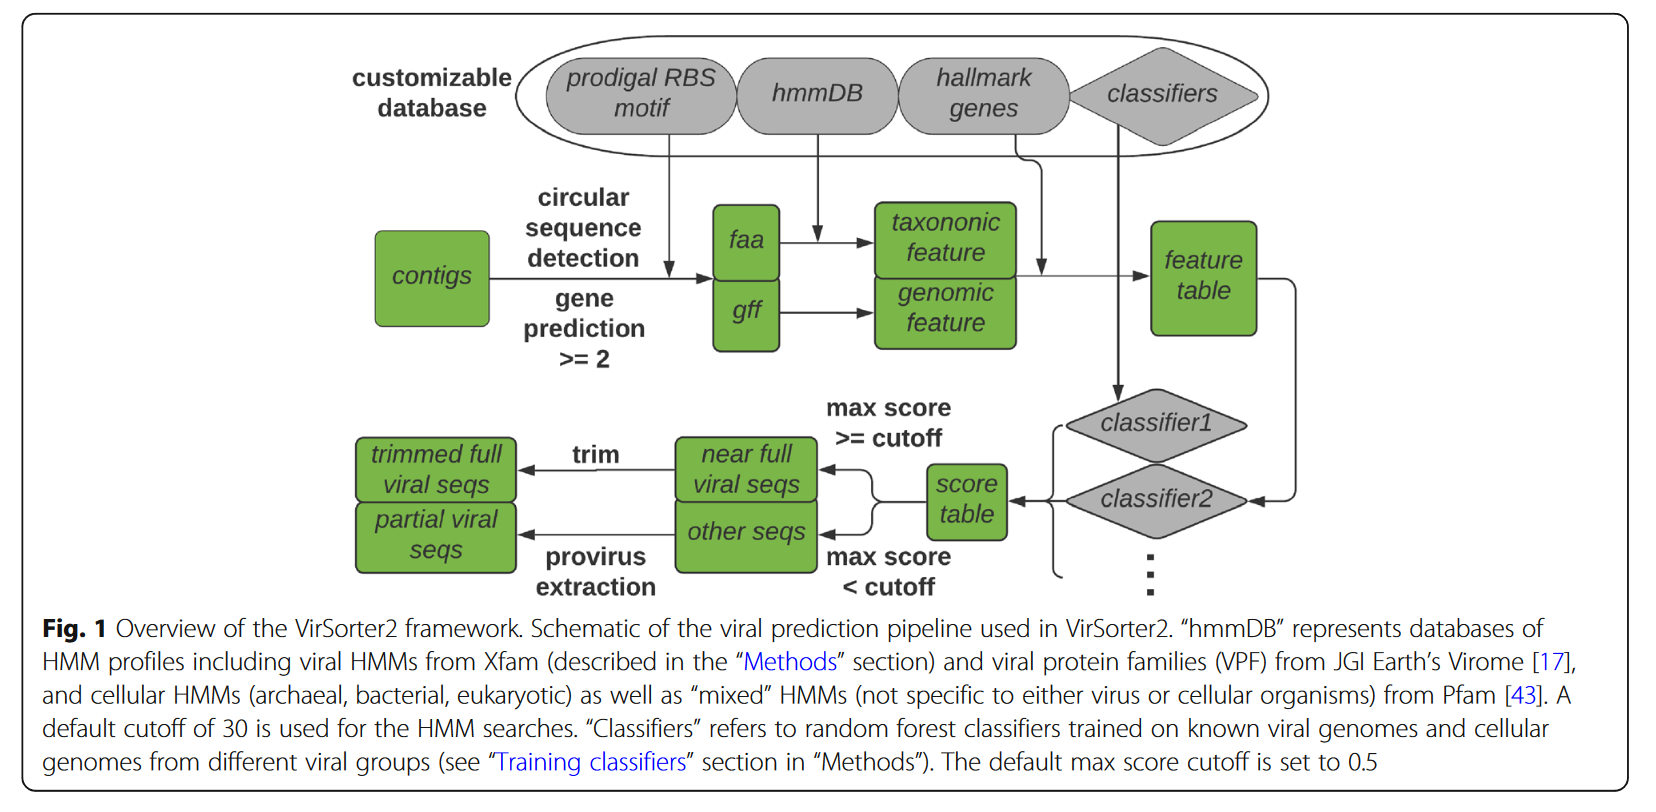 customizable
database
prodigal RBS
motif
hmmDB
hallmark
genes
classifiers
circular
sequence
detection
contigs
gene
prediction
>= 2
faa
gff
taxononic
feature
genomic
feature
feature
table
classifier1
classifier2
max score
>= cutoff
score
table
max score
< cutoff
near full
viral seqs
other seqs
trim
provirus
extraction
trimmed full
viral seqs
partial viral
seqs
Fig. 1 Overview of the VirSorter2 framework. Schematic of the viral prediction pipeline used in VirSorter2. “hmmDB” represents databases of
HMM profiles including viral HMMs from Xfam (described in the “Methods” section) and viral protein families (VPF) from JGI Earth’s Virome [17],
and cellular HMMs (archaeal, bacterial, eukaryotic) as well as “mixed” HMMs (not specific to either virus or cellular organisms) from Pfam [43]. A
default cutoff of 30 is used for the HMM searches. “Classifiers” refers to random forest classifiers trained on known viral genomes and cellular
genomes from different viral groups (see “Training classifiers” section in “Methods”). The default max score cutoff is set to 0.5